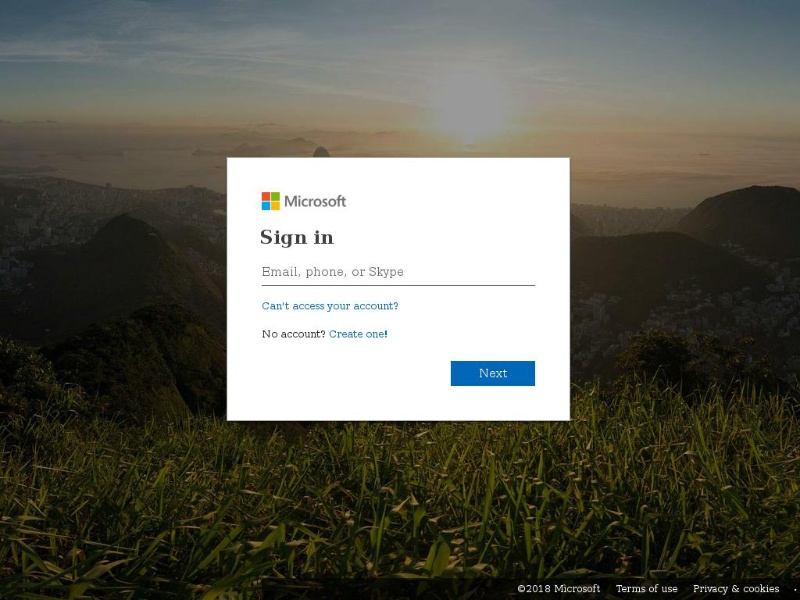 Microsoft
Sign in
Email, phone, or Skype
Can't access your account?
No account? Create one!
Next
©2018 Microsoft Terms of use Privacy & cookies